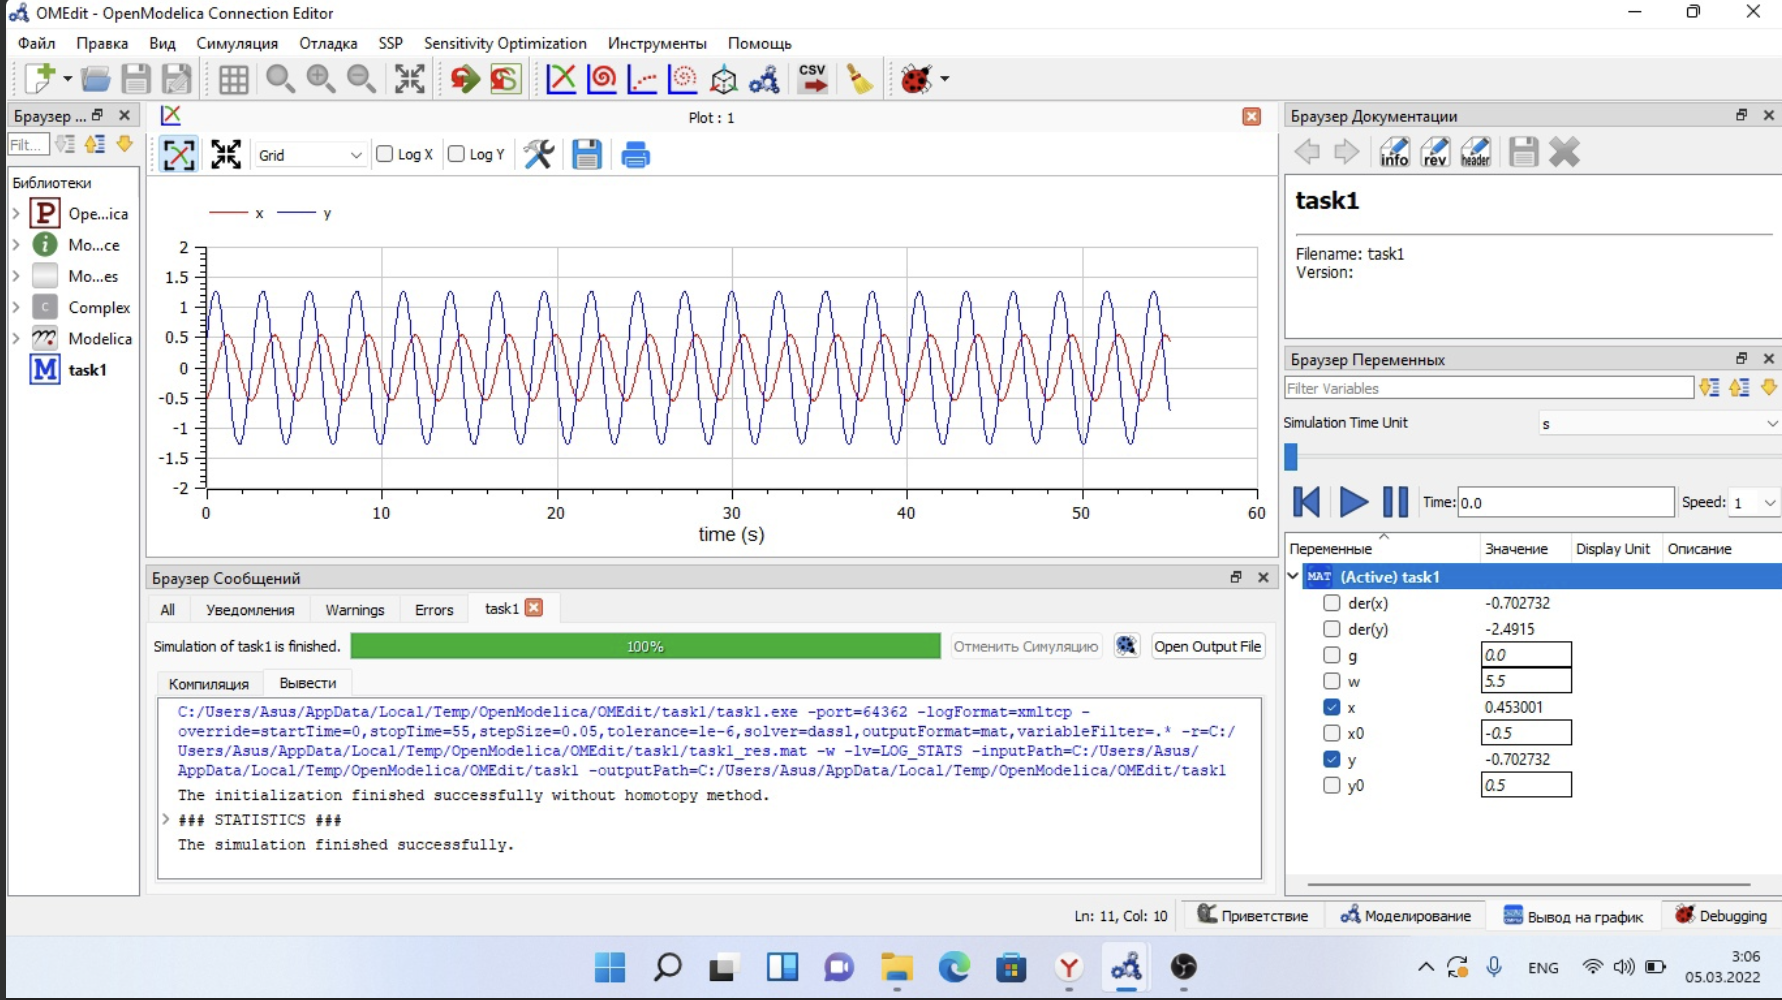 OMEdit - OpenModelica Connection Editor
Файл Правка Вид Симуляция Отладка SSP Sensitivity Optimization Инструменты Помощь
CSV
Браузер ...
Plot : 1
Браузер Документации
Filt...
Grid
Log X
Log Y
info
rev
header
Библиотеки
P Ope...ica
i Mo...ce
Mo...es
C Complex
m Modelica
M task1
x y
2
1.5
1
0.5
0
-0.5
-1
-1.5
-2
0 10 20 30 40 50 60
time (s)
task1
Filename: task1
Version:
Браузер Переменных
Filter Variables
Simulation Time Unit s
Time: 0.0 Speed: 1
Переменные Значение Display Unit Описание
MAT (Active) task1
der(x) -0.702732
der(y) -2.4915
g 0.0
w 5.5
x 0.453001
x0 -0.5
y -0.702732
y0 0.5
Браузер Сообщений
All Уведомления Warnings Errors task1
Simulation of task1 is finished. 100% Отменить Симуляцию Open Output File
Компиляция Вывести
C:/Users/Asus/AppData/Local/Temp/OpenModelica/OMEdit/task1/task1.exe -port=64362 -logFormat=xmltcp -
override=startTime=0,stopTime=55,stepSize=0.05,tolerance=1e-6,solver=dassl,outputFormat=mat,variableFilter=.* -r=C:/
Users/Asus/AppData/Local/Temp/OpenModelica/OMEdit/task1/task1_res.mat -w -lv=LOG_STATS -inputPath=C:/Users/Asus/
AppData/Local/Temp/OpenModelica/OMEdit/task1 -outputPath=C:/Users/Asus/AppData/Local/Temp/OpenModelica/OMEdit/task1
The initialization finished successfully without homotopy method.
### STATISTICS ###
The simulation finished successfully.
Ln: 11, Col: 10 Приветствие Моделирование Вывод на график Debugging
ENG
3:06
05.03.2022